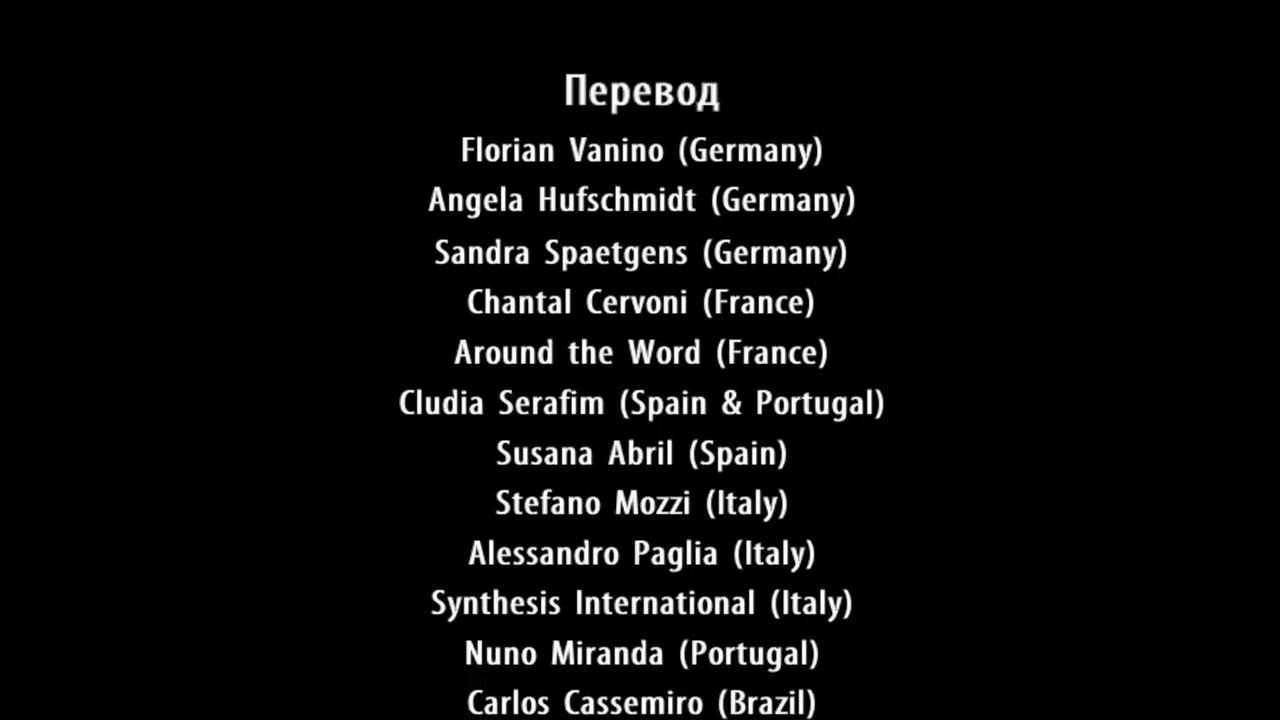 Перевод
Florian Vanino (Germany)
Angela Hufschmidt (Germany)
Sandra Spaetgens (Germany)
Chantal Cervoni (France)
Around the Word (France)
Cludia Serafim (Spain & Portugal)
Susana Abril (Spain)
Stefano Mozzi (Italy)
Alessandro Paglia (Italy)
Synthesis International (Italy)
Nuno Miranda (Portugal)
Carlos Cassemiro (Brazil)